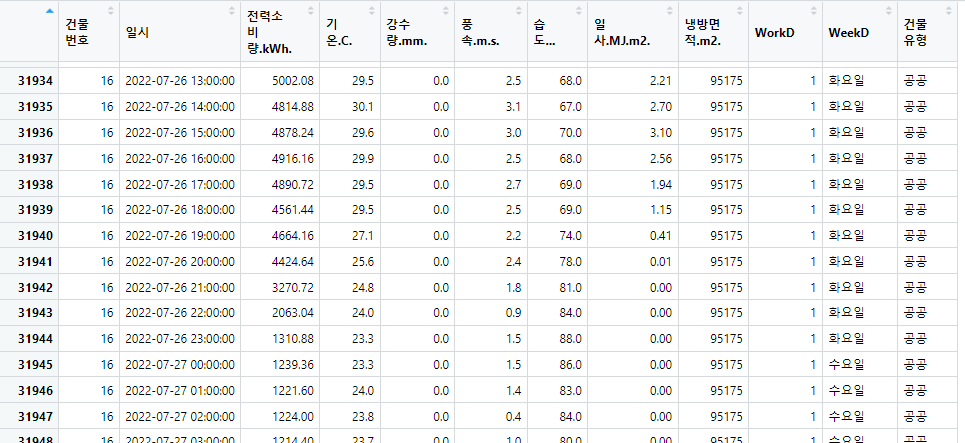 건물번호 일시 전력소비량.kWh. 기온.C. 강수량.mm. 풍속.m.s. 습도... 일사.MJ.m2. 냉방면적.m2. WorkD WeekD 건물유형
31934 16 2022-07-26 13:00:00 5002.08 29.5 0.0 2.5 68.0 2.21 95175 1 화요일 공공
31935 16 2022-07-26 14:00:00 4814.88 30.1 0.0 3.1 67.0 2.70 95175 1 화요일 공공
31936 16 2022-07-26 15:00:00 4878.24 29.6 0.0 3.0 70.0 3.10 95175 1 화요일 공공
31937 16 2022-07-26 16:00:00 4916.16 29.9 0.0 2.5 68.0 2.56 95175 1 화요일 공공
31938 16 2022-07-26 17:00:00 4890.72 29.5 0.0 2.7 69.0 1.94 95175 1 화요일 공공
31939 16 2022-07-26 18:00:00 4561.44 29.5 0.0 2.5 69.0 1.15 95175 1 화요일 공공
31940 16 2022-07-26 19:00:00 4664.16 27.1 0.0 2.2 74.0 0.41 95175 1 화요일 공공
31941 16 2022-07-26 20:00:00 4424.64 25.6 0.0 2.4 78.0 0.01 95175 1 화요일 공공
31942 16 2022-07-26 21:00:00 3270.72 24.8 0.0 1.8 81.0 0.00 95175 1 화요일 공공
31943 16 2022-07-26 22:00:00 2063.04 24.0 0.0 0.9 84.0 0.00 95175 1 화요일 공공
31944 16 2022-07-26 23:00:00 1310.88 23.3 0.0 1.5 88.0 0.00 95175 1 화요일 공공
31945 16 2022-07-27 00:00:00 1239.36 23.3 0.0 1.5 86.0 0.00 95175 1 수요일 공공
31946 16 2022-07-27 01:00:00 1221.60 24.0 0.0 1.4 83.0 0.00 95175 1 수요일 공공
31947 16 2022-07-27 02:00:00 1224.00 23.8 0.0 0.4 84.0 0.00 95175 1 수요일 공공
31948 16 2022-07-27 03:00:00 1214.40 23.7 0.0 1.0 80.0 0.00 95175 1 수요일 공공